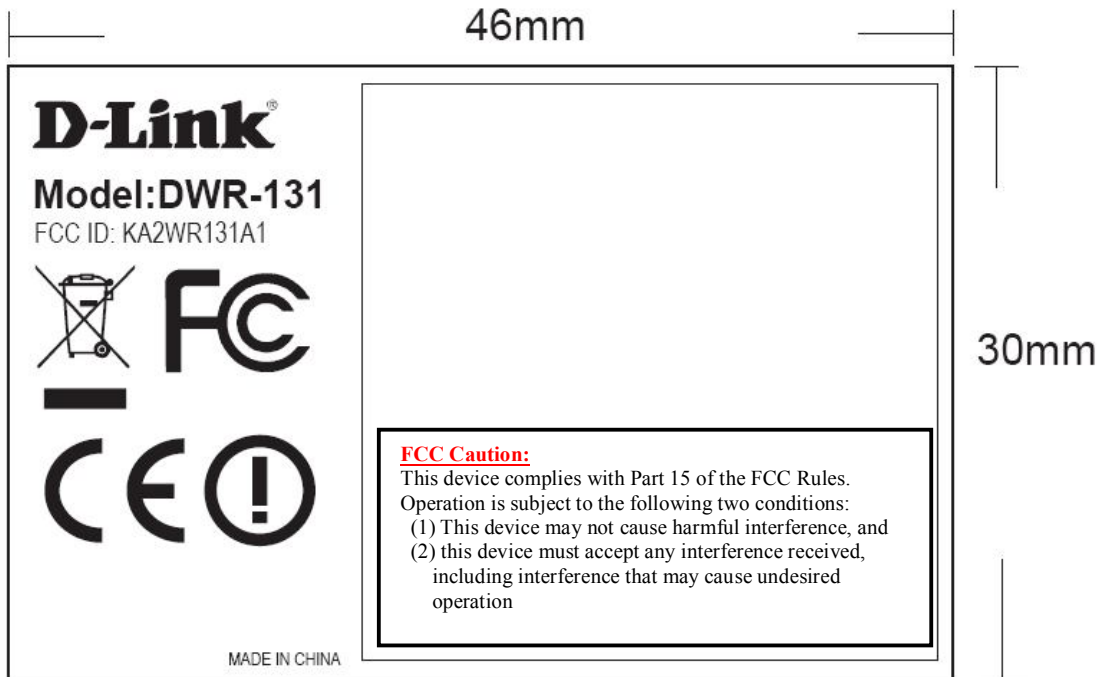 46mm
D-Link®
Model:DWR-131
FCC ID: KA2WR131A1
FC
CE
30mm
FCC Caution:
This device complies with Part 15 of the FCC Rules.
Operation is subject to the following two conditions:
(1) This device may not cause harmful interference, and
(2) this device must accept any interference received,
including interference that may cause undesired
operation
MADE IN CHINA